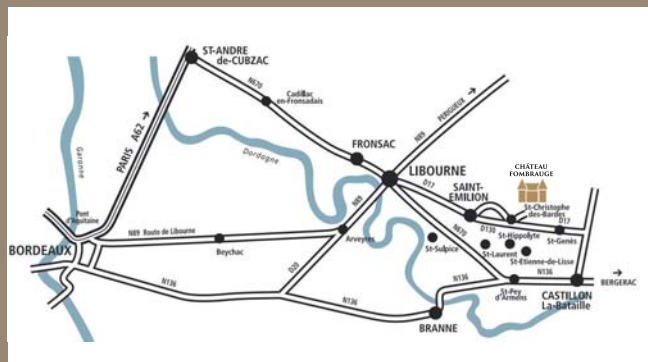 ST-ANDRE
de-CUBZAC
N670
Cadillac
en-Fronsadais
PARIS A62
Garonne
Dordogne
FRONSAC
N89
PERIGUEUX
LIBOURNE
D17
CHÂTEAU
FOMBRAUGE
SAINT-
EMILION
St-Christophe
des-Bardes
D17
D130
St-Genès
St-Hippolyte
St-Laurent
St-Etienne-de-Lisse
N670
St-Sulpice
Pont
d'Aquitaine
BORDEAUX
N89 Route de Libourne
Beychac
Arveyres
N89
D20
N136
N136
N136
St-Pey
d'Armens
N136
BERGERAC
CASTILLON
La-Bataille
BRANNE